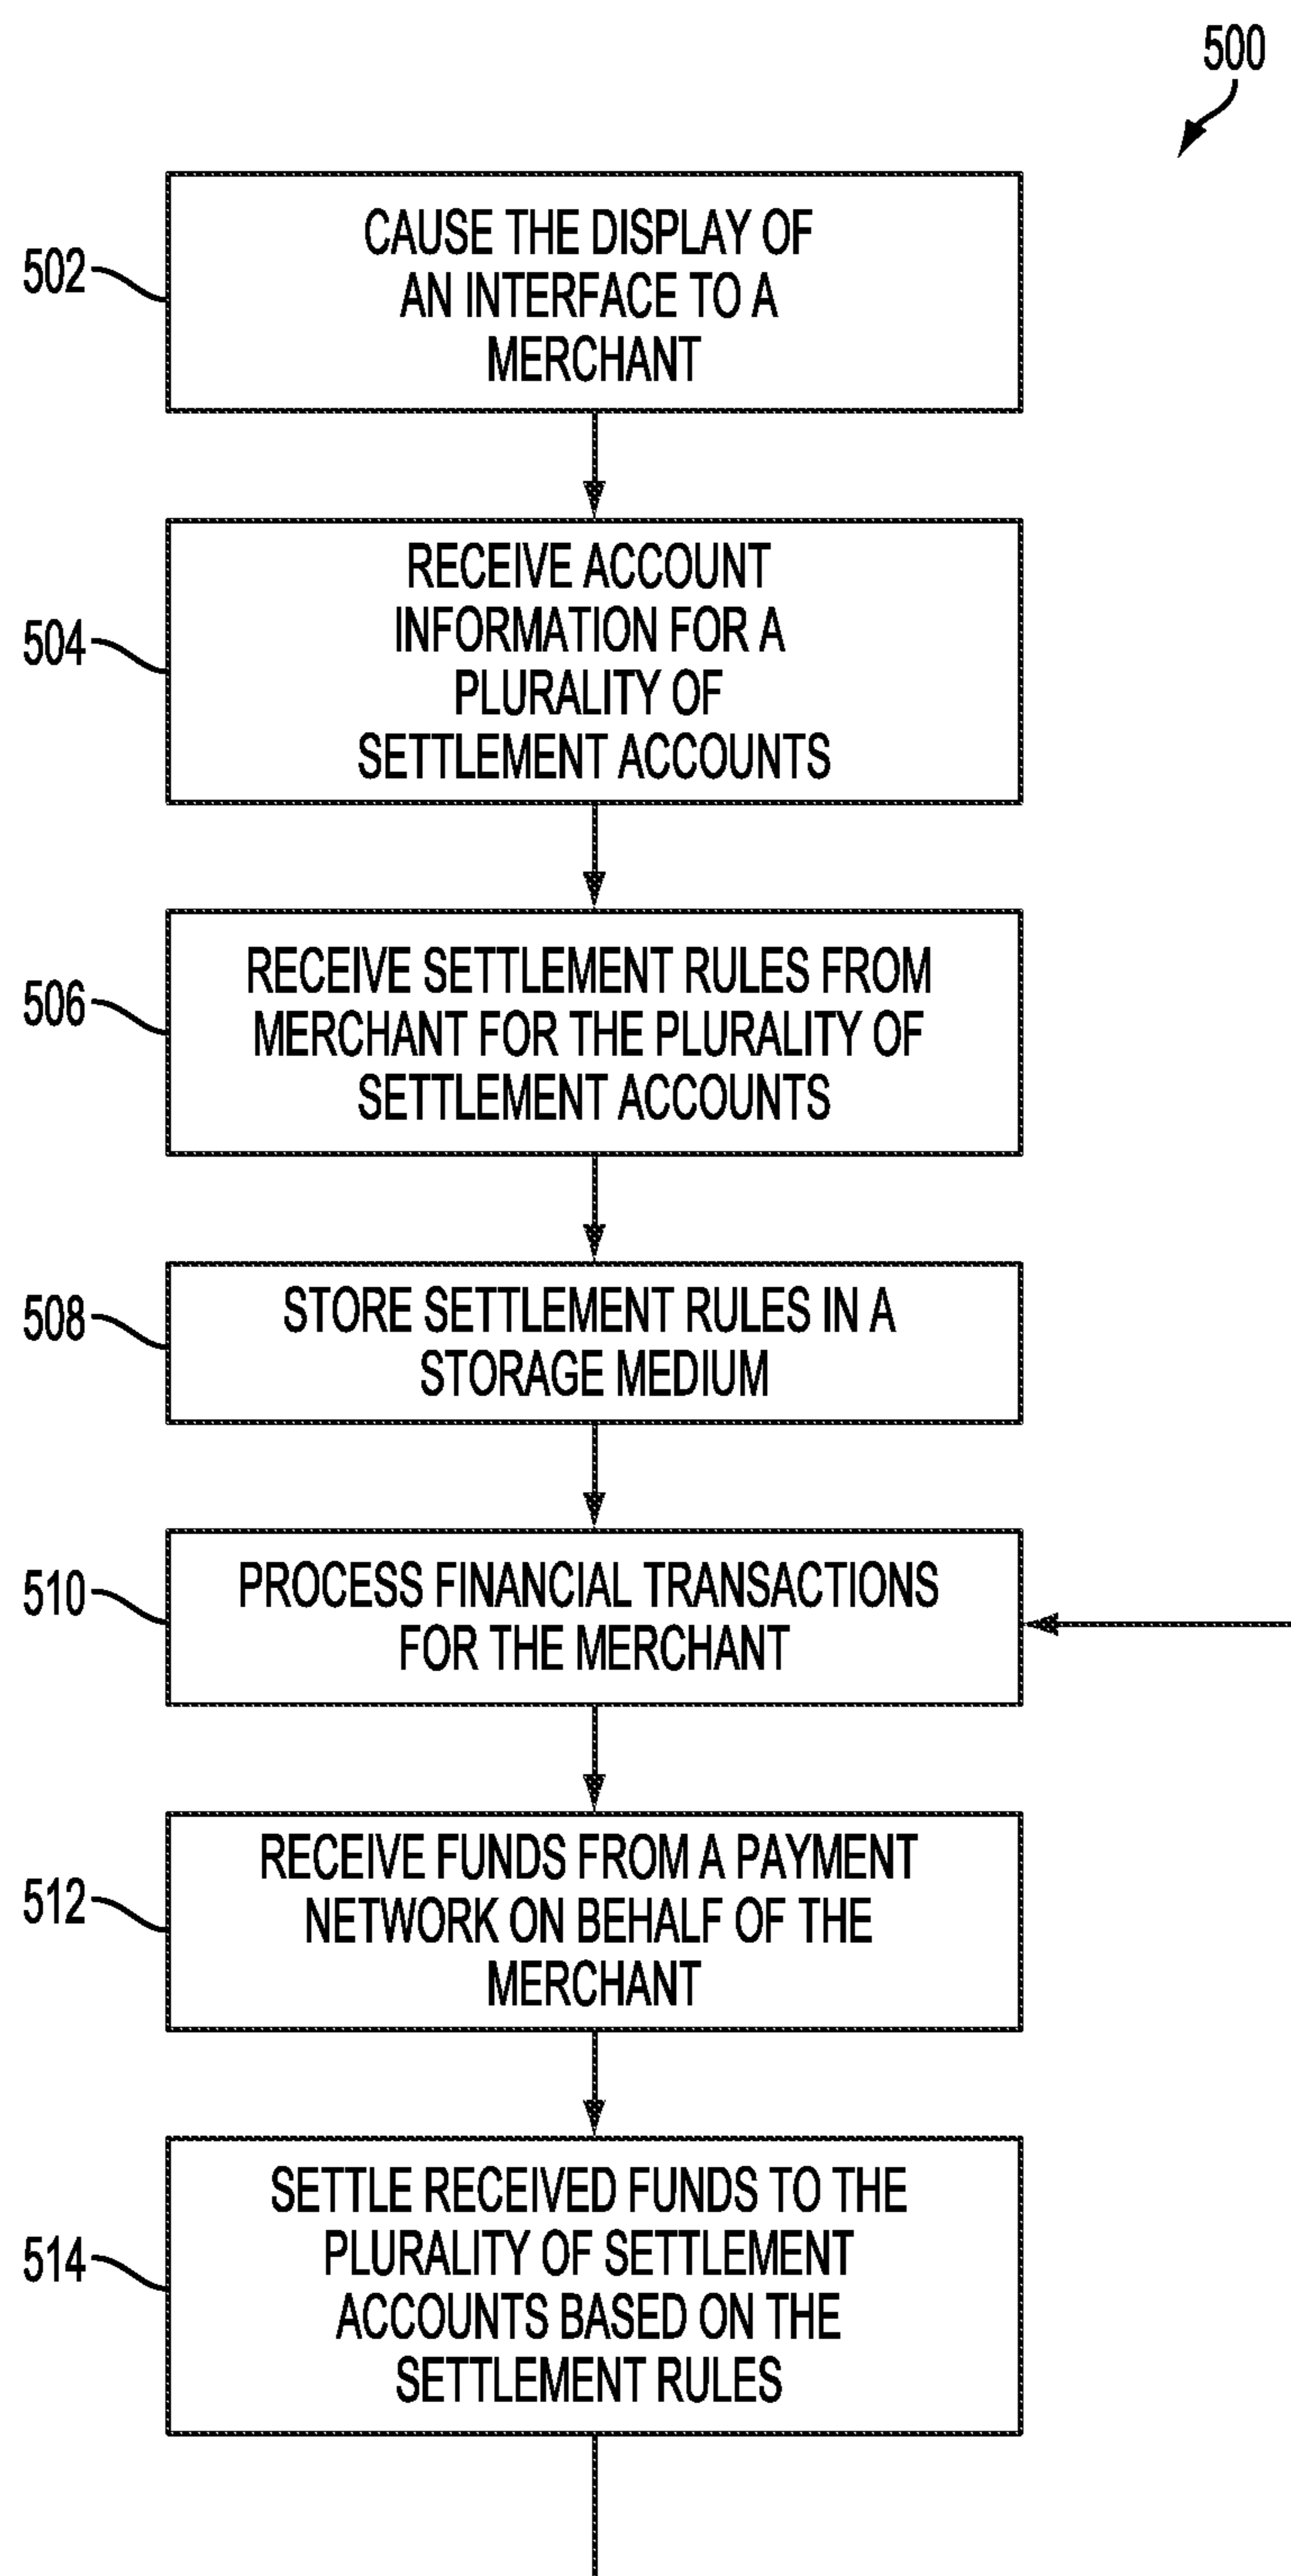 500
502
CAUSE THE DISPLAY OF
AN INTERFACE TO A
MERCHANT
504
RECEIVE ACCOUNT
INFORMATION FOR A
PLURALITY OF
SETTLEMENT ACCOUNTS
506
RECEIVE SETTLEMENT RULES FROM
MERCHANT FOR THE PLURALITY OF
SETTLEMENT ACCOUNTS
508
STORE SETTLEMENT RULES IN A
STORAGE MEDIUM
510
PROCESS FINANCIAL TRANSACTIONS
FOR THE MERCHANT
512
RECEIVE FUNDS FROM A PAYMENT
NETWORK ON BEHALF OF THE
MERCHANT
514
SETTLE RECEIVED FUNDS TO THE
PLURALITY OF SETTLEMENT
ACCOUNTS BASED ON THE
SETTLEMENT RULES